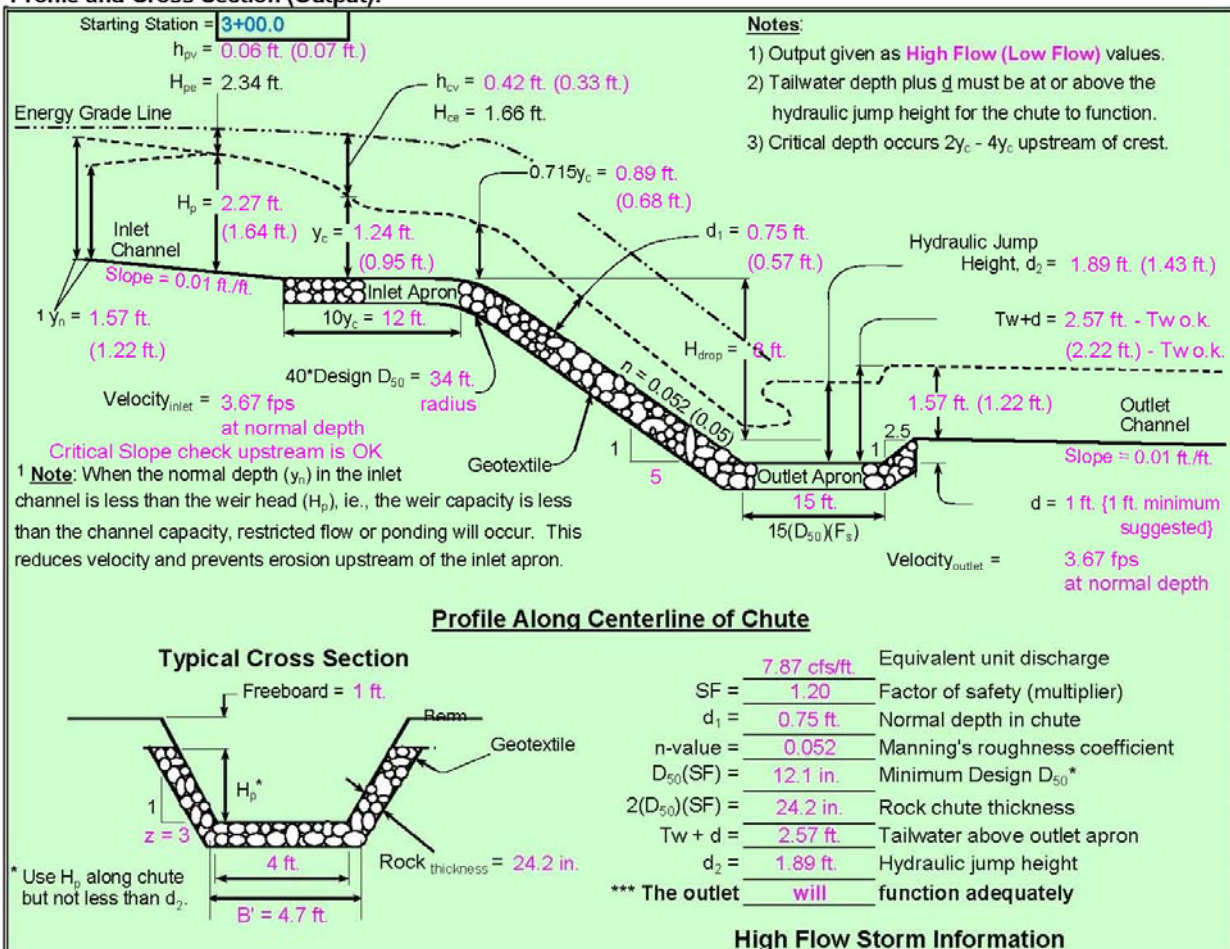 Profile and Cross Section (Output):
Starting Station = 3+00.0
h_pv = 0.06 ft. (0.07 ft.)
H_pe = 2.34 ft.
Energy Grade Line
h_cv = 0.42 ft. (0.33 ft.)
H_ce = 1.66 ft.
Notes:
1) Output given as High Flow (Low Flow) values.
2) Tailwater depth plus d must be at or above the
hydraulic jump height for the chute to function.
3) Critical depth occurs 2y_c - 4y_c upstream of crest.
0.715y_c = 0.89 ft.
(0.68 ft.)
H_p = 2.27 ft.
(1.64 ft.)
y_c = 1.24 ft.
(0.95 ft.)
Inlet
Channel
Slope = 0.01 ft./ft.
d_1 = 0.75 ft.
(0.57 ft.)
Hydraulic Jump
Height, d_2 = 1.89 ft. (1.43 ft.)
Inlet Apron
1 y_n = 1.57 ft.
(1.22 ft.)
10y_c = 12 ft.
H_drop = 8 ft.
Tw+d = 2.57 ft. - Tw o.k.
(2.22 ft.) - Tw o.k.
40*Design D_50 = 34 ft.
radius
n = 0.052 (0.05)
1.57 ft. (1.22 ft.)
Outlet
Channel
Slope = 0.01 ft./ft.
Velocity_inlet = 3.67 fps
at normal depth
Critical Slope check upstream is OK
Geotextile
1
5
1
2.5
Outlet Apron
15 ft.
15(D_50)(F_s)
d = 1 ft. {1 ft. minimum
suggested}
Velocity_outlet = 3.67 fps
at normal depth
1 Note: When the normal depth (y_n) in the inlet
channel is less than the weir head (H_p), ie., the weir capacity is less
than the channel capacity, restricted flow or ponding will occur. This
reduces velocity and prevents erosion upstream of the inlet apron.
Profile Along Centerline of Chute
Typical Cross Section
Freeboard = 1 ft.
Berm
Geotextile
H_p*
1
z = 3
4 ft.
B' = 4.7 ft.
Rock thickness = 24.2 in.
* Use H_p along chute
but not less than d_2.
7.87 cfs/ft. Equivalent unit discharge
SF = 1.20 Factor of safety (multiplier)
d_1 = 0.75 ft. Normal depth in chute
n-value = 0.052 Manning's roughness coefficient
D_50(SF) = 12.1 in. Minimum Design D_50*
2(D_50)(SF) = 24.2 in. Rock chute thickness
Tw + d = 2.57 ft. Tailwater above outlet apron
d_2 = 1.89 ft. Hydraulic jump height
*** The outlet will function adequately
High Flow Storm Information